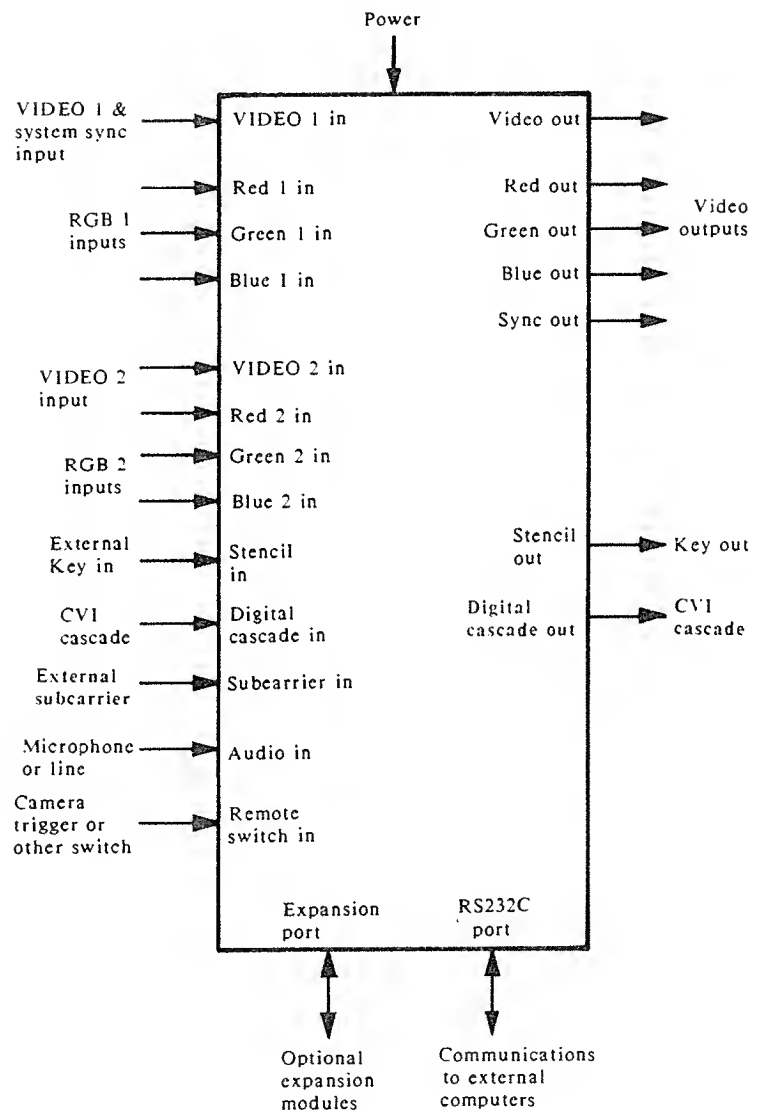 Power
VIDEO 1 &
system sync
input
VIDEO 1 in
Video out
Red 1 in
Red out
RGB 1
inputs
Green 1 in
Green out
Video
outputs
Blue 1 in
Blue out
Sync out
VIDEO 2
input
VIDEO 2 in
Red 2 in
RGB 2
inputs
Green 2 in
Blue 2 in
External
Key in
Stencil
in
Stencil
out
Key out
CVI
cascade
Digital
cascade in
Digital
cascade out
CVI
cascade
External
subcarrier
Subearrier in
Microphone
or line
Audio in
Camera
trigger or
other switch
Remote
switch in
Expansion
port
RS232C
port
Optional
expansion
modules
Communications
to external
computers